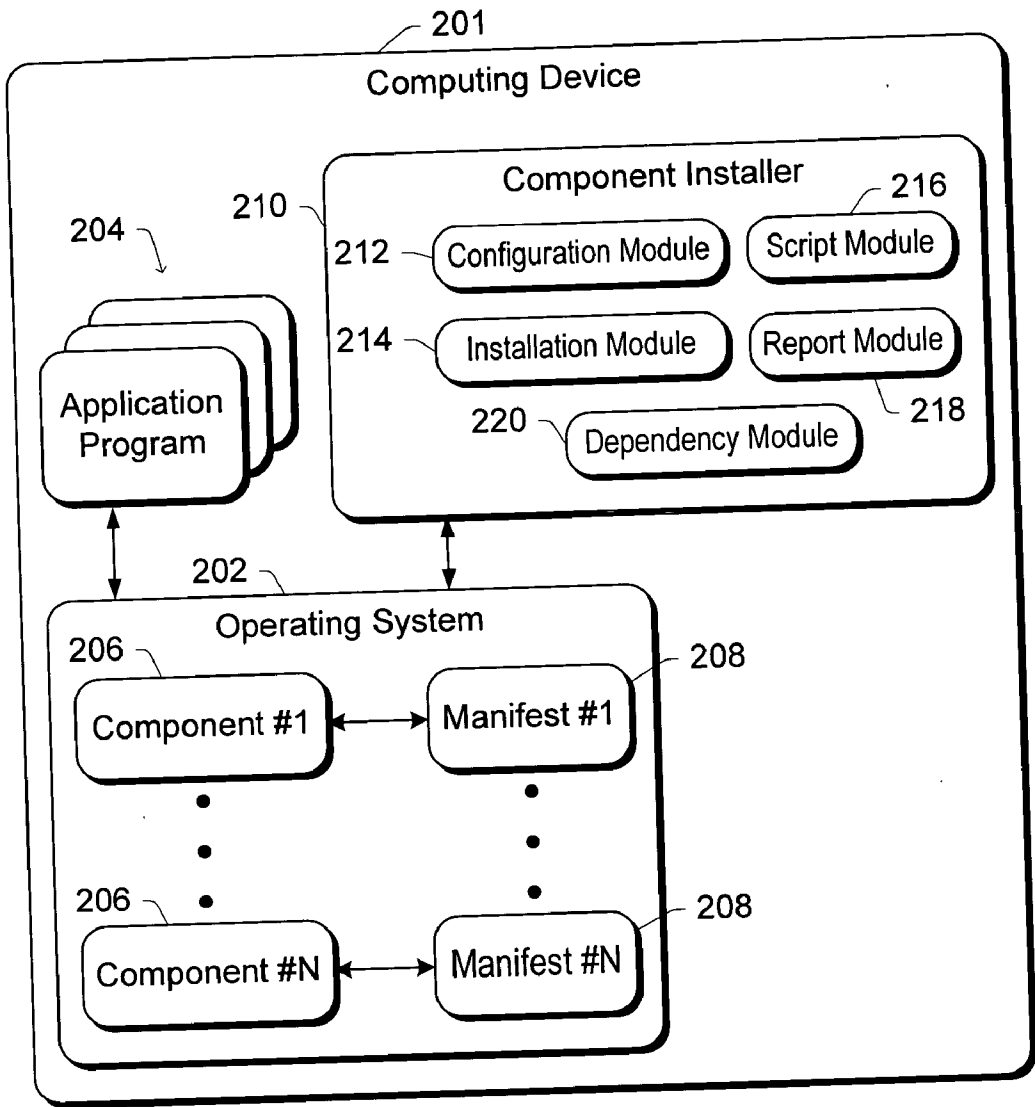 201
Computing Device
Component Installer
210
216
204
212
Configuration Module
Script Module
214
Installation Module
Report Module
Application
Program
220
218
Dependency Module
202
Operating System
206
208
Component #1
Manifest #1
206
208
Component #N
Manifest #N